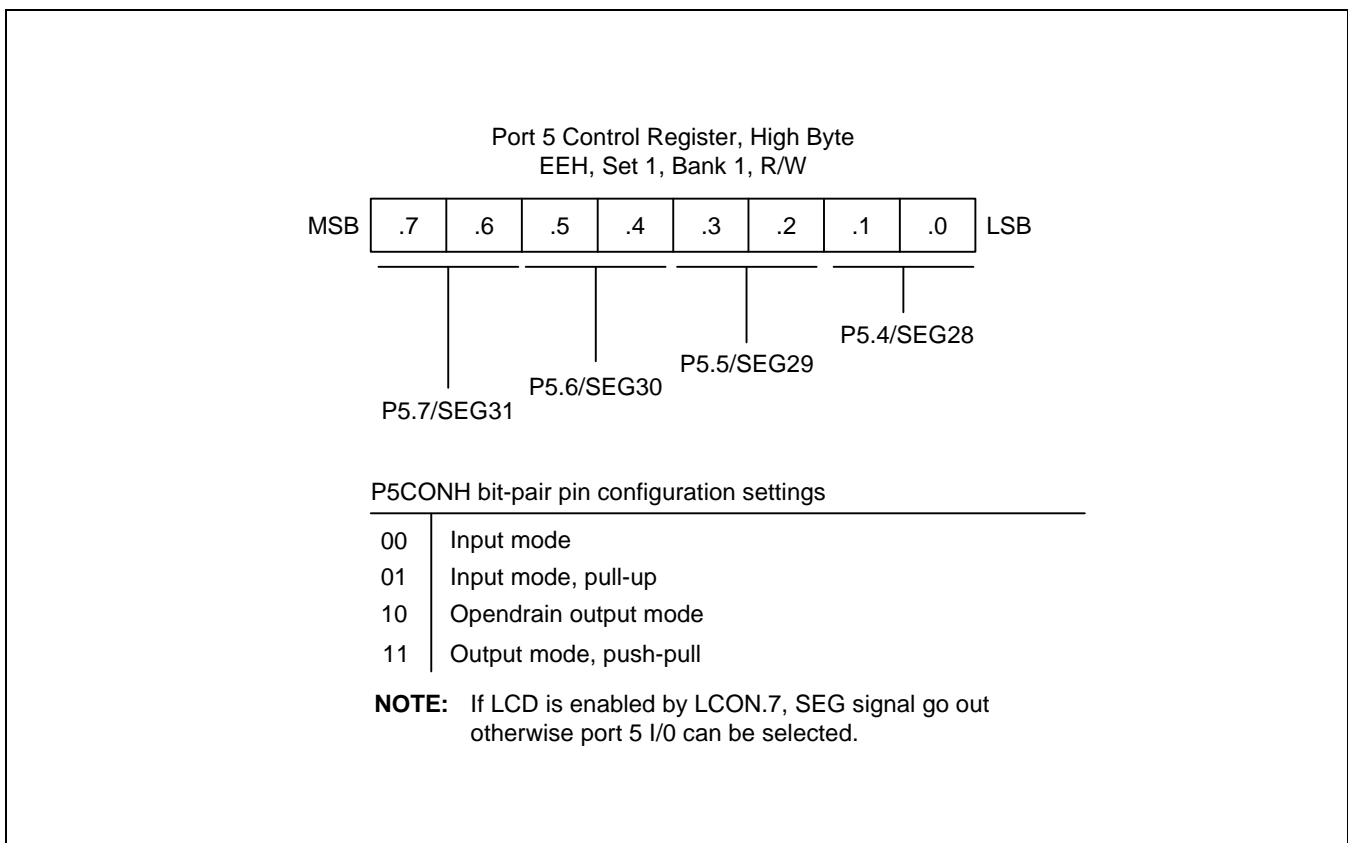 Port 5 Control Register, High Byte
EEH, Set 1, Bank 1, R/W
MSB .7 .6 .5 .4 .3 .2 .1 .0 LSB
P5.4/SEG28
P5.5/SEG29
P5.6/SEG30
P5.7/SEG31
P5CONH bit-pair pin configuration settings
00 Input mode
01 Input mode, pull-up
10 Opendrain output mode
11 Output mode, push-pull
NOTE: If LCD is enabled by LCON.7, SEG signal go out
otherwise port 5 I/0 can be selected.